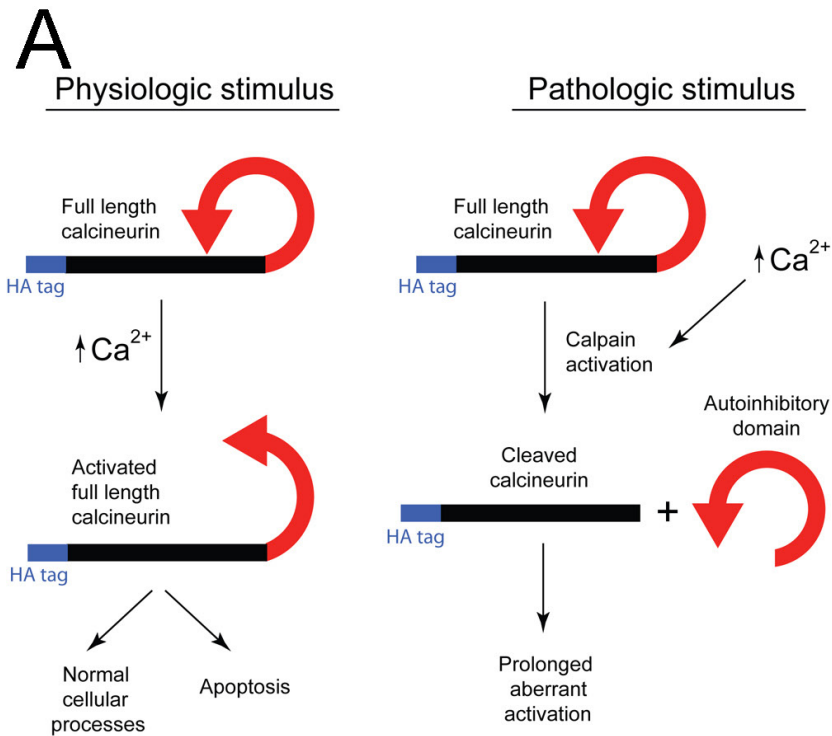 A
Physiologic stimulus
Full length
calcineurin
HA tag
↑Ca²⁺
Activated
full length
calcineurin
HA tag
Normal
cellular
processes
Apoptosis
Pathologic stimulus
Full length
calcineurin
HA tag
↑Ca²⁺
Calpain
activation
Autoinhibitory
domain
Cleaved
calcineurin
+
HA tag
Prolonged
aberrant
activation